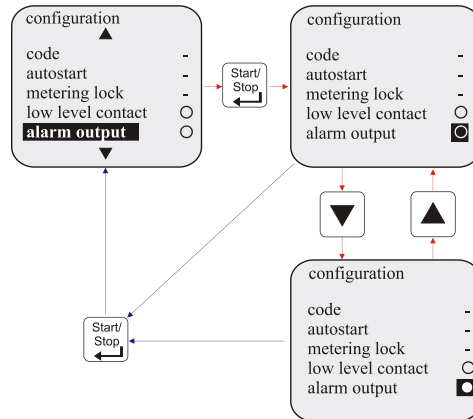 configuration
code -
autostart -
metering lock -
low level contact
alarm output
Start/
Stop
configuration
code -
autostart -
metering lock -
low level contact
alarm output
Start/
Stop
configuration
code -
autostart -
metering lock -
low level contact
alarm output